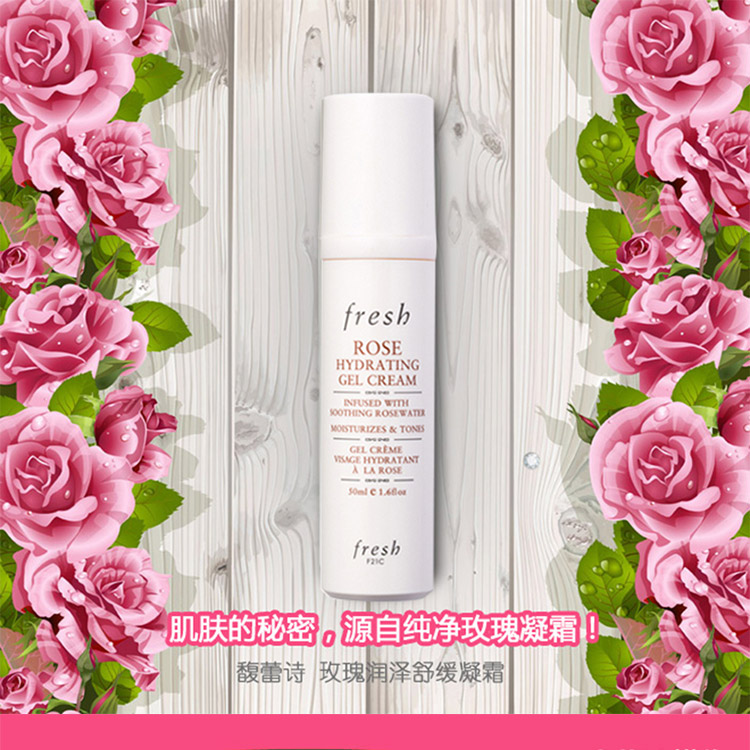 fresh
ROSE
HYDRATING
GEL CREAM
INFUSED WITH
SOOTHING ROSEWATER
MOISTURIZES & TONES
GEL CRÈME
VISAGE HYDRATANT
À LA ROSE
50ml e 1.6fl oz
fresh
F21C
肌肤的秘密，源自纯净玫瑰凝霜！
馥蕾诗 玫瑰润泽舒缓凝霜